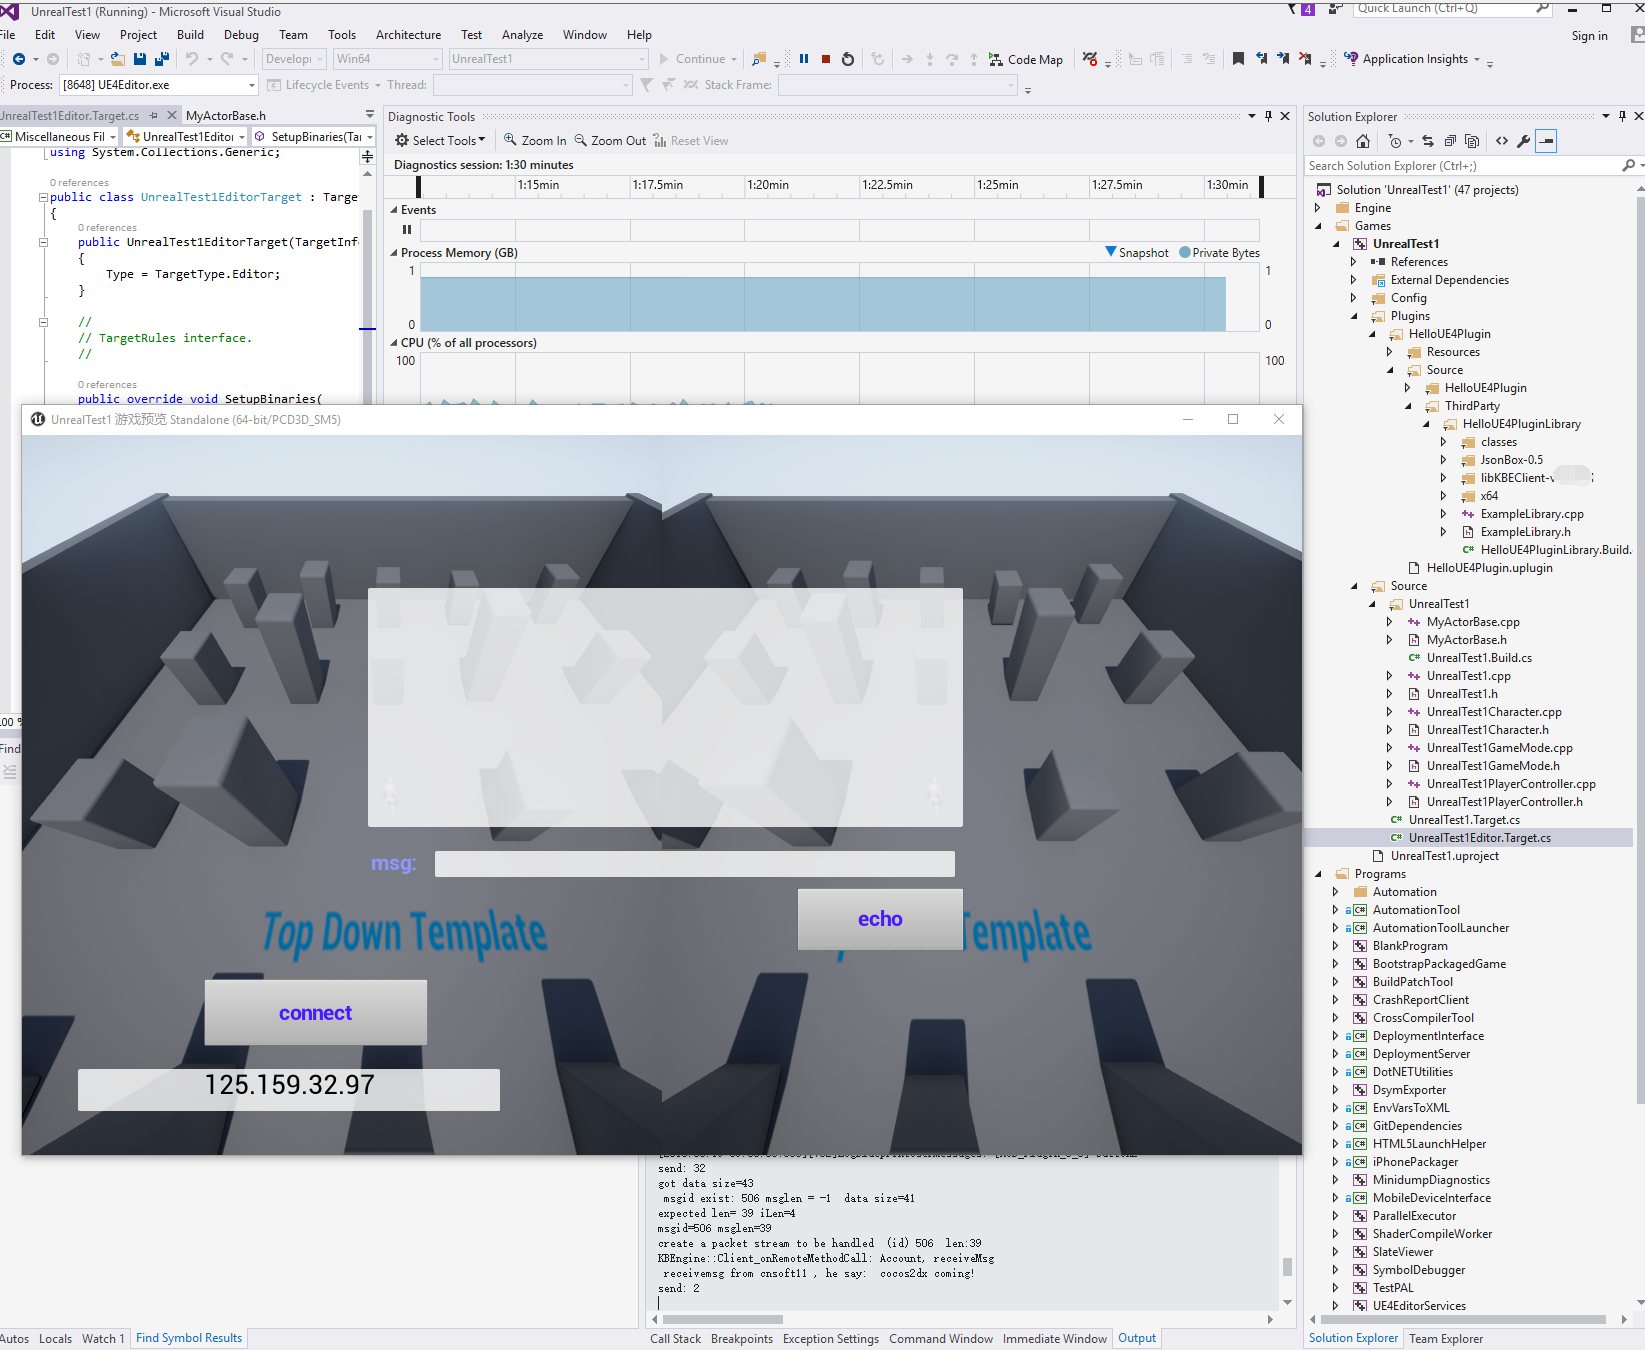 UnrealTest1 (Running) - Microsoft Visual Studio
4
Quick Launch (Ctrl+Q)
File Edit View Project Build Debug Team Tools Architecture Test Analyze Window Help
Sign in
Develop Win64 UnrealTest1 Continue Code Map Application Insights
Process: [8648] UE4Editor.exe Lifecycle Events Thread: Stack Frame:
UnrealTest1Editor.Target.cs MyActorBase.h
Miscellaneous Fil UnrealTest1Editor SetupBinaries(Tar
using System.Collections.Generic;
0 references
public class UnrealTest1EditorTarget : Target
{
0 references
public UnrealTest1EditorTarget(TargetInfo
{
Type = TargetType.Editor;
}
//
// TargetRules interface.
//
0 references
public override void SetupBinaries(
Diagnostic Tools
Select Tools Zoom In Zoom Out Reset View
Diagnostics session: 1:30 minutes
1:15min 1:17.5min 1:20min 1:22.5min 1:25min 1:27.5min 1:30min
Events
Process Memory (GB) Snapshot Private Bytes
1 1
0 0
CPU (% of all processors)
100 100
UnrealTest1 游戏预览 Standalone (64-bit/PCD3D_SM5)
msg:
echo
Top Down Template
Template
connect
125.159.32.97
Find
send: 32
got data size=43
msgid exist: 506 msglen = -1 data size=41
expected len= 39 iLen=4
msgid=506 msglen=39
create a packet stream to be handled (id) 506 len:39
KBEngine::Client_onRemoteMethodCall: Account, receiveMsg
receivemsg from cnsoft11 , he say: cocos2dx coming!
send: 2
Autos Locals Watch 1 Find Symbol Results
Call Stack Breakpoints Exception Settings Command Window Immediate Window Output
Solution Explorer
Search Solution Explorer (Ctrl+;)
Solution 'UnrealTest1' (47 projects)
Engine
Games
UnrealTest1
References
External Dependencies
Config
Plugins
HelloUE4Plugin
Resources
Source
HelloUE4Plugin
ThirdParty
HelloUE4PluginLibrary
classes
JsonBox-0.5
libKBEClient-v
x64
ExampleLibrary.cpp
ExampleLibrary.h
HelloUE4PluginLibrary.Build.
HelloUE4Plugin.uplugin
Source
UnrealTest1
MyActorBase.cpp
MyActorBase.h
UnrealTest1.Build.cs
UnrealTest1.cpp
UnrealTest1.h
UnrealTest1Character.cpp
UnrealTest1Character.h
UnrealTest1GameMode.cpp
UnrealTest1GameMode.h
UnrealTest1PlayerController.cpp
UnrealTest1PlayerController.h
UnrealTest1.Target.cs
UnrealTest1Editor.Target.cs
UnrealTest1.uproject
Programs
Automation
AutomationTool
AutomationToolLauncher
BlankProgram
BootstrapPackagedGame
BuildPatchTool
CrashReportClient
CrossCompilerTool
DeploymentInterface
DeploymentServer
DotNETUtilities
DsymExporter
EnvVarsToXML
GitDependencies
HTML5LaunchHelper
iPhonePackager
MinidumpDiagnostics
MobileDeviceInterface
ParallelExecutor
ShaderCompileWorker
SlateViewer
SymbolDebugger
TestPAL
UE4EditorServices
Solution Explorer Team Explorer